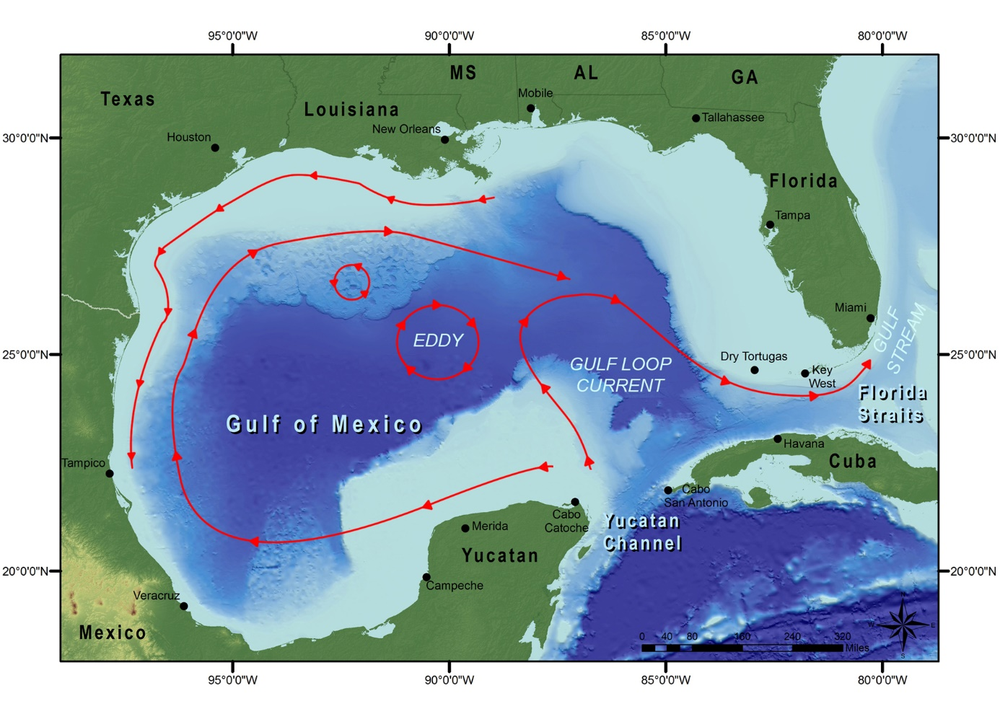 95°0'0"W 90°0'0"W 85°0'0"W 80°0'0"W
MS AL GA
Texas
Mobile
Louisiana
Tallahassee
New Orleans
30°0'0"N 30°0'0"N
Houston
Florida
Tampa
Miami
GULF
STREAM
EDDY
25°0'0"N 25°0'0"N
Dry Tortugas
GULF LOOP
CURRENT
Key
West
Florida
Straits
Gulf of Mexico
Havana
Tampico
Cuba
Cabo
San Antonio
Cabo
Catoche
Yucatan
Channel
Merida
Yucatan
20°0'0"N 20°0'0"N
Campeche
Veracruz
Mexico
N
W E
S
0 40 80 160 240 320
Miles
95°0'0"W 90°0'0"W 85°0'0"W 80°0'0"W